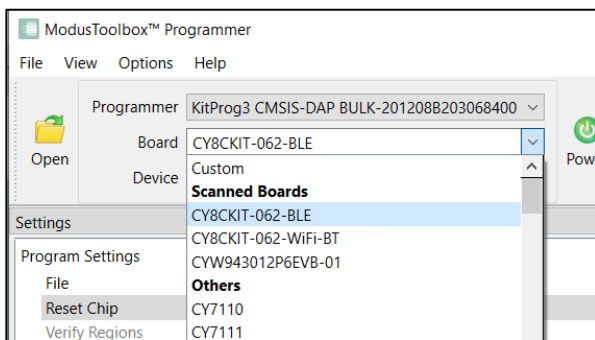 ModusToolbox™ Programmer
File View Options Help
Programmer KitProg3 CMSIS-DAP BULK-201208B203068400
Open
Board CY8CKIT-062-BLE
Device
Custom
Scanned Boards
CY8CKIT-062-BLE
CY8CKIT-062-WiFi-BT
CYW943012P6EVB-01
Others
CY7110
CY7111
Pow
Settings
Program Settings
File
Reset Chip
Verify Regions